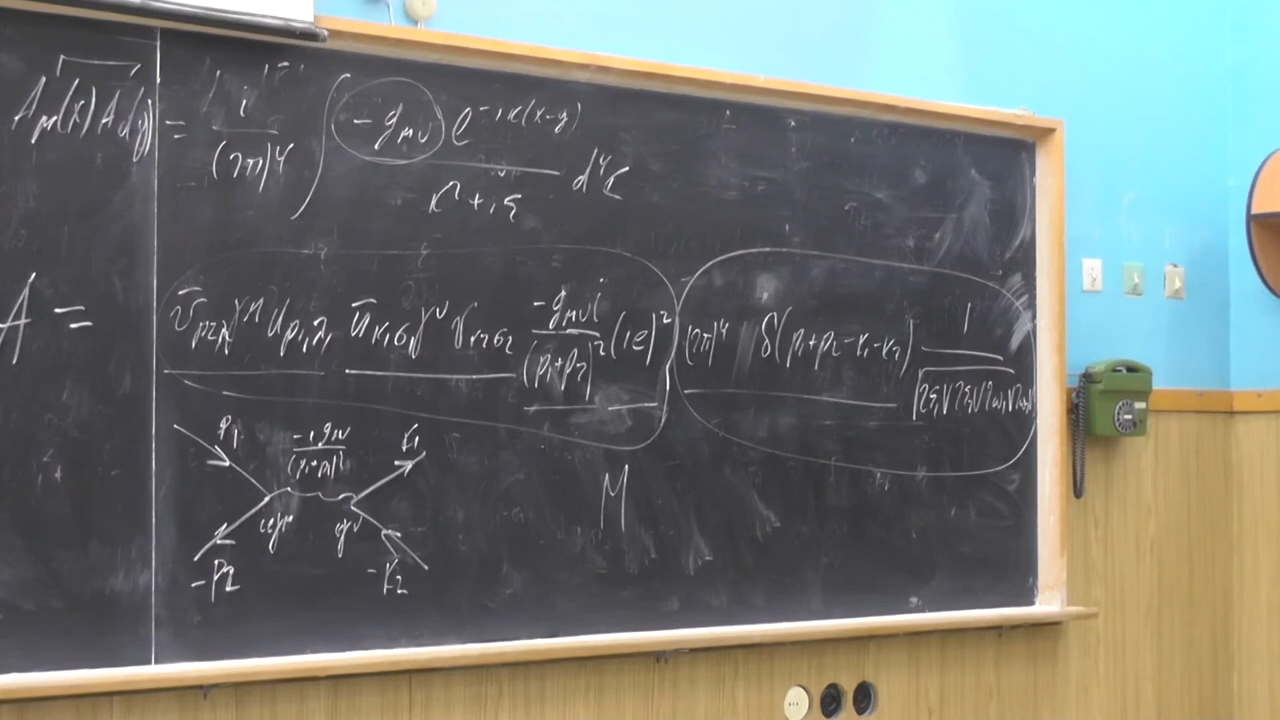 A_μ(x) A_ν(y) = i/(2π)^4 ∫ -g_μν e^{-ik(x-y)} / (k² + iε) d⁴k
A = v̄_{p₂λ₂} γ^μ u_{p₁λ₁} ū_{k₁σ₁} γ^ν v_{k₂σ₂} -g_μν i / (p₁+p₂)² (ie)² (2π)^4 δ(p₁+p₂-k₁-k₂) 1/√(2ε₁V 2ε₂V 2ω₁V 2ω₂V)
p₁ -ig_μν/(p₁+p₂)² k₁
M
ieγ^μ ieγ^ν
-p₂ -k₂